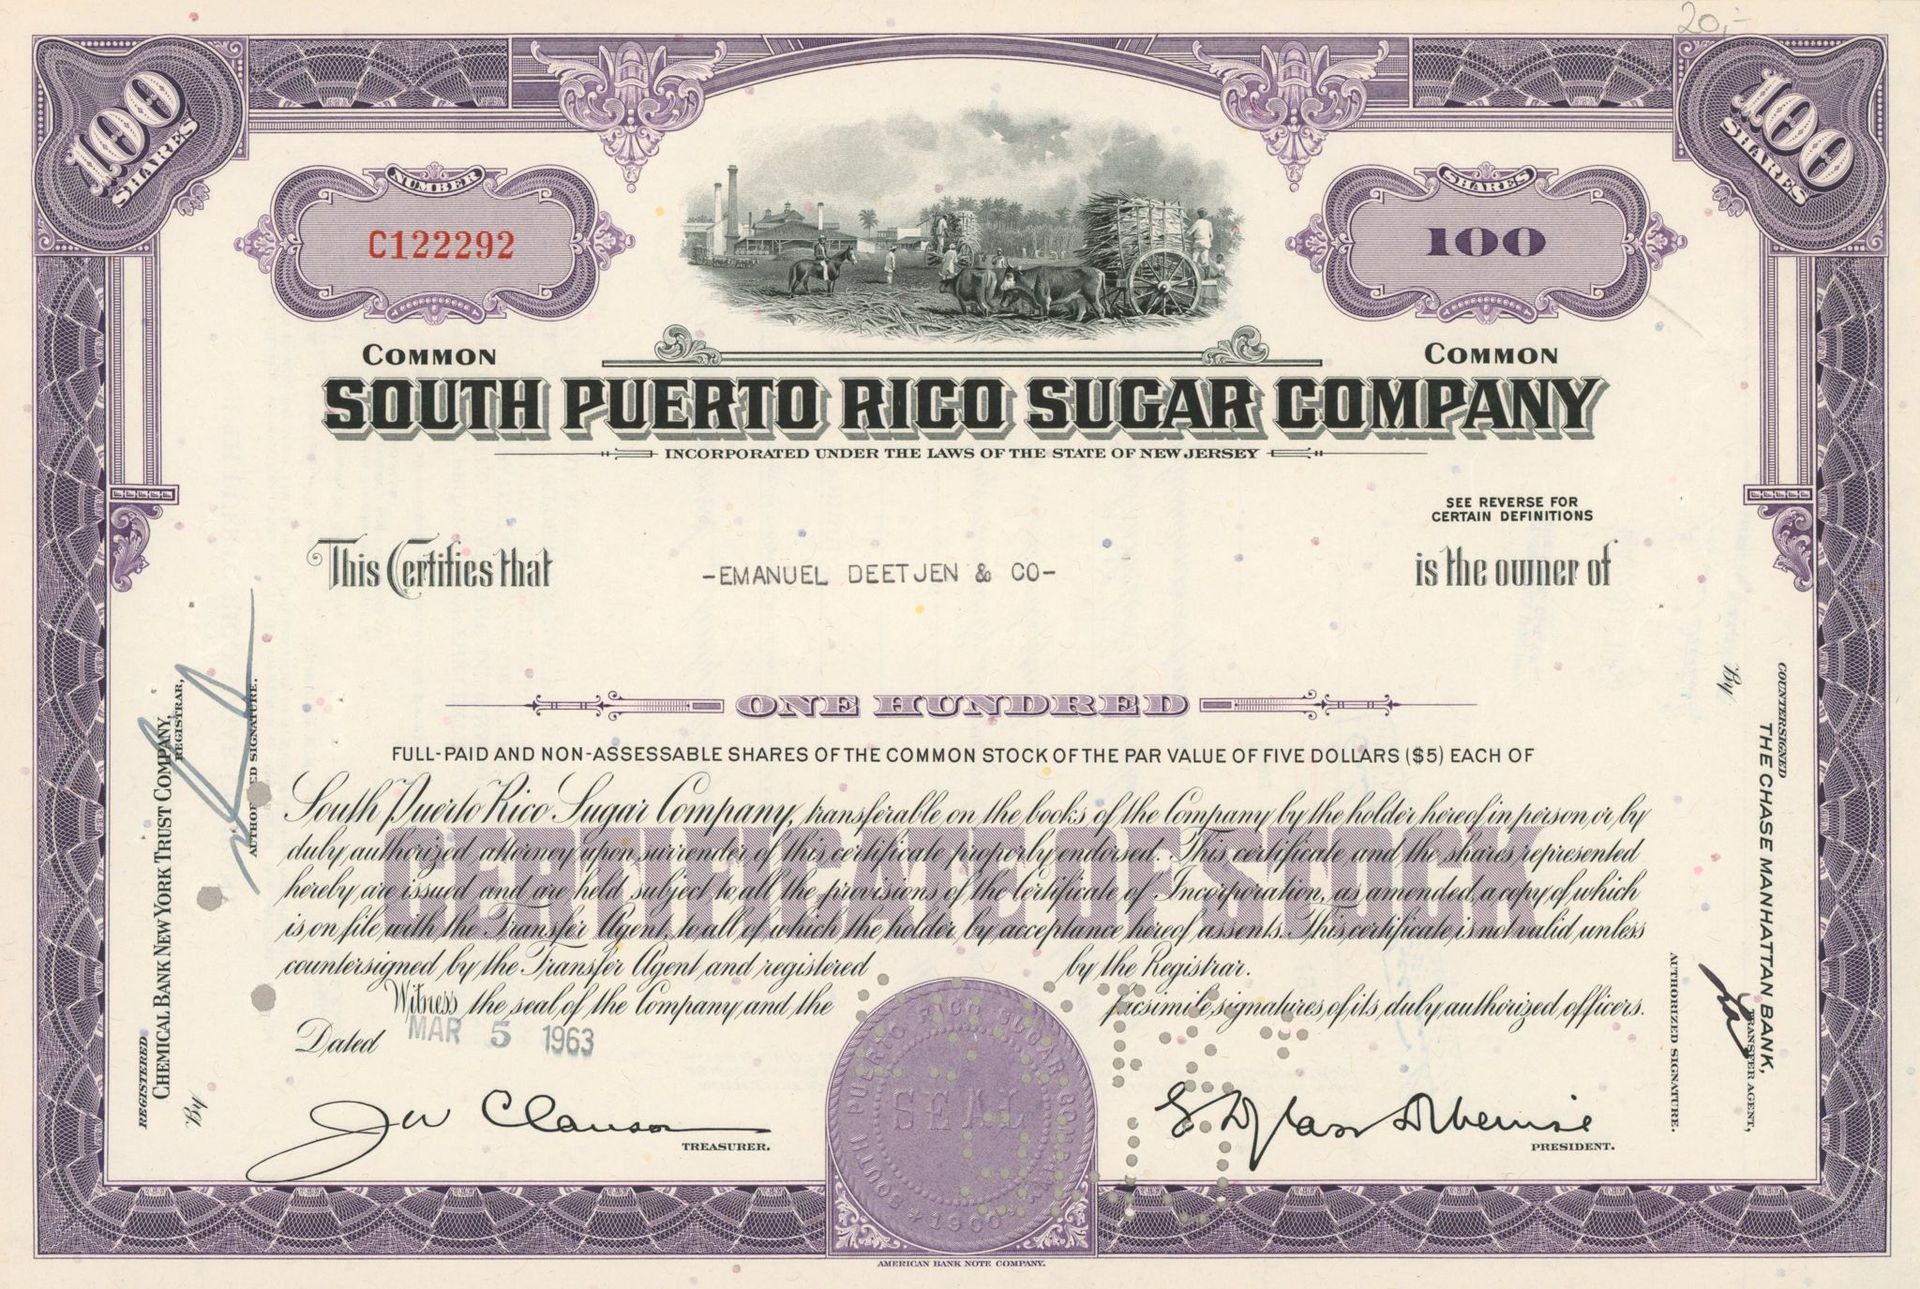 20,-
100 SHARES
100 SHARES
NUMBER
C122292
SHARES
100
COMMON
COMMON
SOUTH PUERTO RICO SUGAR COMPANY
INCORPORATED UNDER THE LAWS OF THE STATE OF NEW JERSEY
SEE REVERSE FOR
CERTAIN DEFINITIONS
This Certifies that
-EMANUEL DEETJEN & CO-
is the owner of
ONE HUNDRED
FULL-PAID AND NON-ASSESSABLE SHARES OF THE COMMON STOCK OF THE PAR VALUE OF FIVE DOLLARS ($5) EACH OF
South Puerto Rico Sugar Company, transferable on the books of the Company by the holder hereof in person, or by
duly authorized attorney upon surrender of this certificate properly endorsed. This certificate and the shares represented
hereby are issued and are held subject to all the provisions of the Certificate of Incorporation, as amended, a copy of which
is on file with the Transfer Agent, to all of which the holder by acceptance hereof assents. This certificate is not valid unless
countersigned by the Transfer Agent and registered by the Registrar.
Witness the seal of the Company and the facsimile signatures of its duly authorized officers.
CERTIFICATE OF STOCK
Dated MAR 5 1963
J W Clauson
TREASURER.
PRESIDENT.
SOUTH PUERTO RICO SUGAR COMPANY
SEAL
* 1900 *
REGISTERED
CHEMICAL BANK NEW YORK TRUST COMPANY,
REGISTRAR,
By
AUTHORIZED SIGNATURE.
COUNTERSIGNED
THE CHASE MANHATTAN BANK,
TRANSFER AGENT,
By
AUTHORIZED SIGNATURE.
AMERICAN BANK NOTE COMPANY.